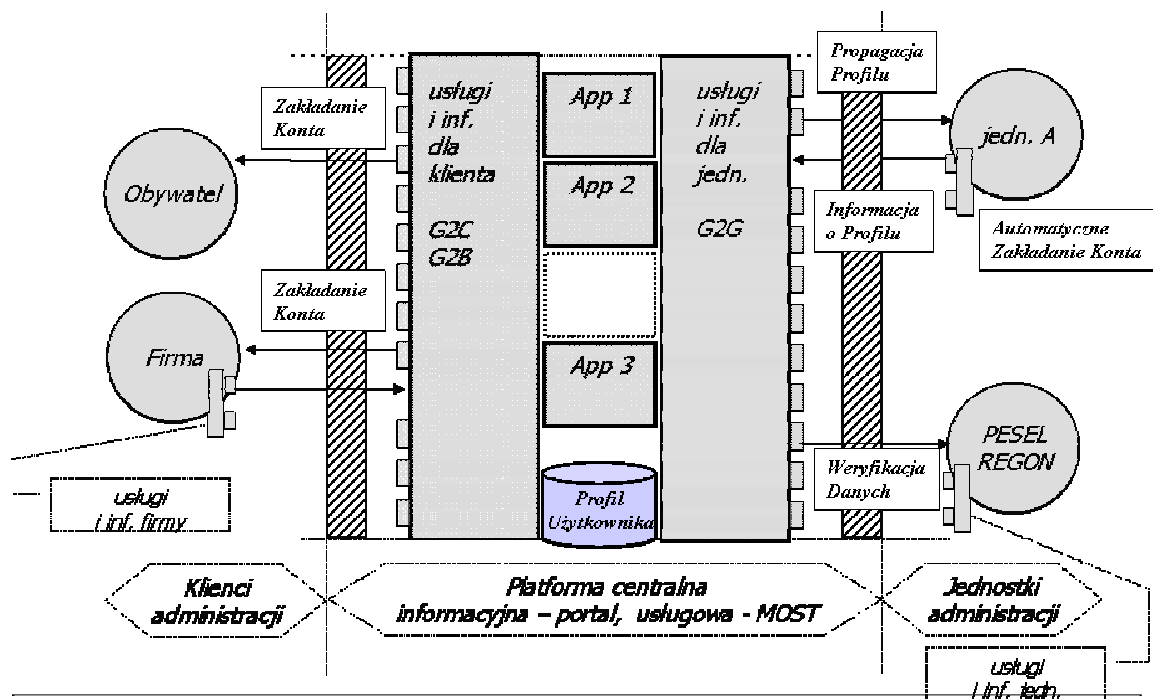 Propagacja
Profilu
Zakładanie
Konta
usługi
i inf.
dla
klienta
G2C
G2B
App 1
App 2
App 3
usługi
i inf.
dla
jedn.
G2G
jedn. A
Obywatel
Informacja
o Profilu
Automatyczne
Zakładanie Konta
Zakładanie
Konta
Firma
PESEL
REGON
Weryfikacja
Danych
Profil
Użytkownika
usługi
i inf. firmy
Klienci
administracji
Platforma centralna
informacyjna – portal, usługowa - MOST
Jednostki
administracji
usługi
i inf. jedn.